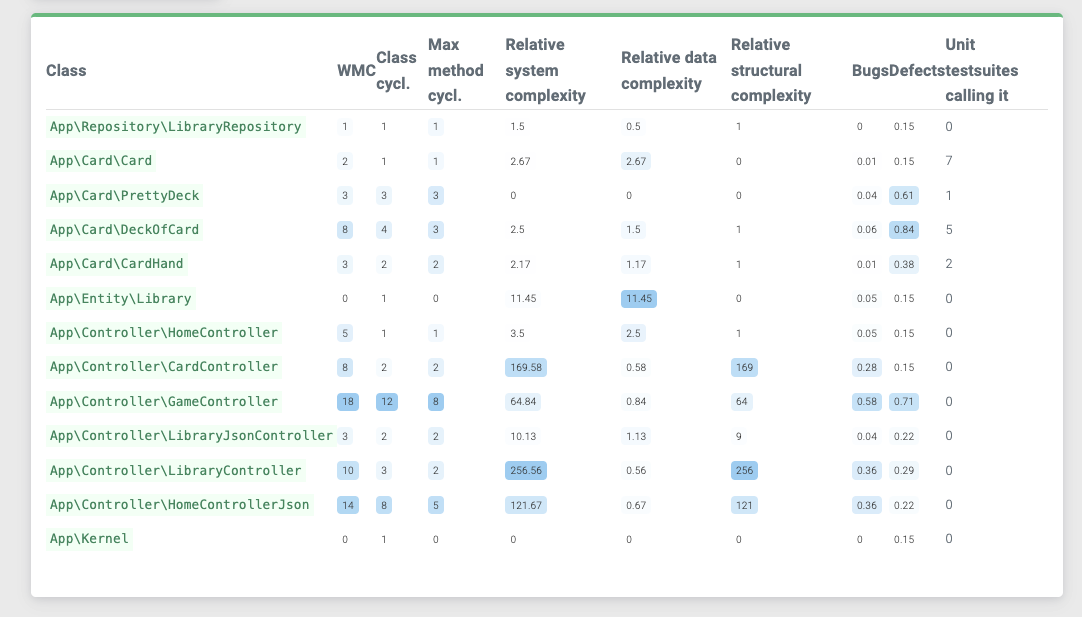 Class WMC Class cycl. Max method cycl. Relative system complexity Relative data complexity Relative structural complexity Bugs Defects Unit testsuites calling it
App\Repository\LibraryRepository 1 1 1 1.5 0.5 1 0 0.15 0
App\Card\Card 2 1 1 2.67 2.67 0 0.01 0.15 7
App\Card\PrettyDeck 3 3 3 0 0 0 0.04 0.61 1
App\Card\DeckOfCard 8 4 3 2.5 1.5 1 0.06 0.84 5
App\Card\CardHand 3 2 2 2.17 1.17 1 0.01 0.38 2
App\Entity\Library 0 1 0 11.45 11.45 0 0.05 0.15 0
App\Controller\HomeController 5 1 1 3.5 2.5 1 0.05 0.15 0
App\Controller\CardController 8 2 2 169.58 0.58 169 0.28 0.15 0
App\Controller\GameController 18 12 8 64.84 0.84 64 0.58 0.71 0
App\Controller\LibraryJsonController 3 2 2 10.13 1.13 9 0.04 0.22 0
App\Controller\LibraryController 10 3 2 256.56 0.56 256 0.36 0.29 0
App\Controller\HomeControllerJson 14 8 5 121.67 0.67 121 0.36 0.22 0
App\Kernel 0 1 0 0 0 0 0 0.15 0